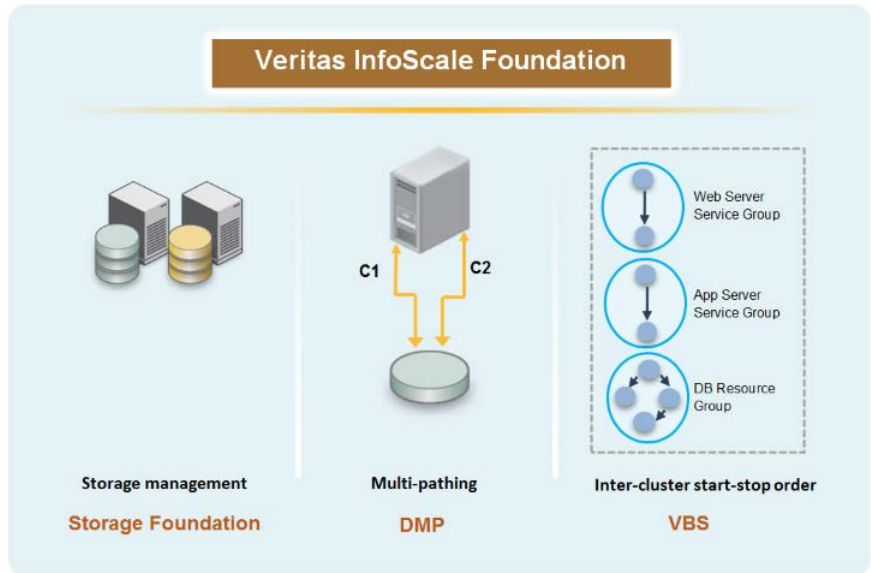 Veritas InfoScale Foundation
C1
C2
Web Server
Service Group
App Server
Service Group
DB Resource
Group
Storage management
Multi-pathing
Inter-cluster start-stop order
Storage Foundation
DMP
VBS